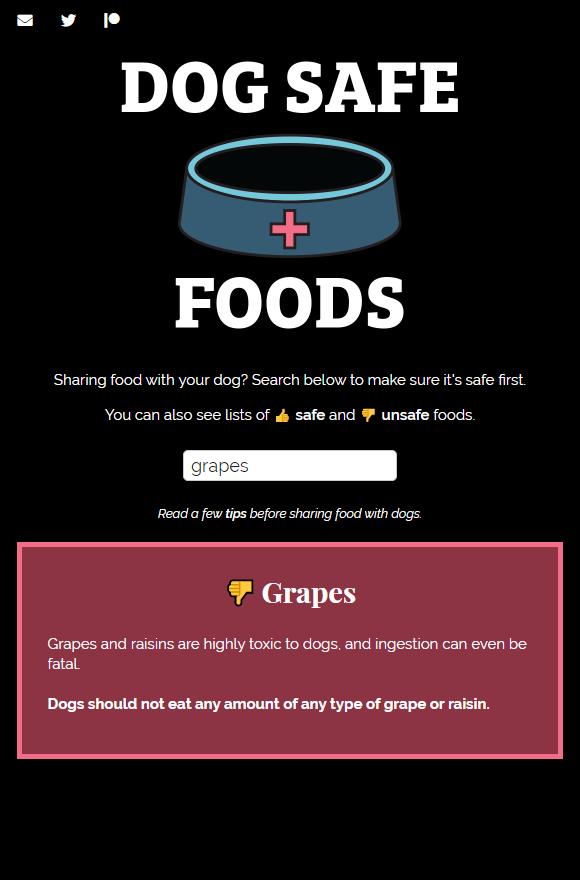 DOG SAFE
FOODS
Sharing food with your dog? Search below to make sure it's safe first.
You can also see lists of 👍 safe and 👎 unsafe foods.
grapes
Read a few tips before sharing food with dogs.
👎 Grapes
Grapes and raisins are highly toxic to dogs, and ingestion can even be
fatal.
Dogs should not eat any amount of any type of grape or raisin.